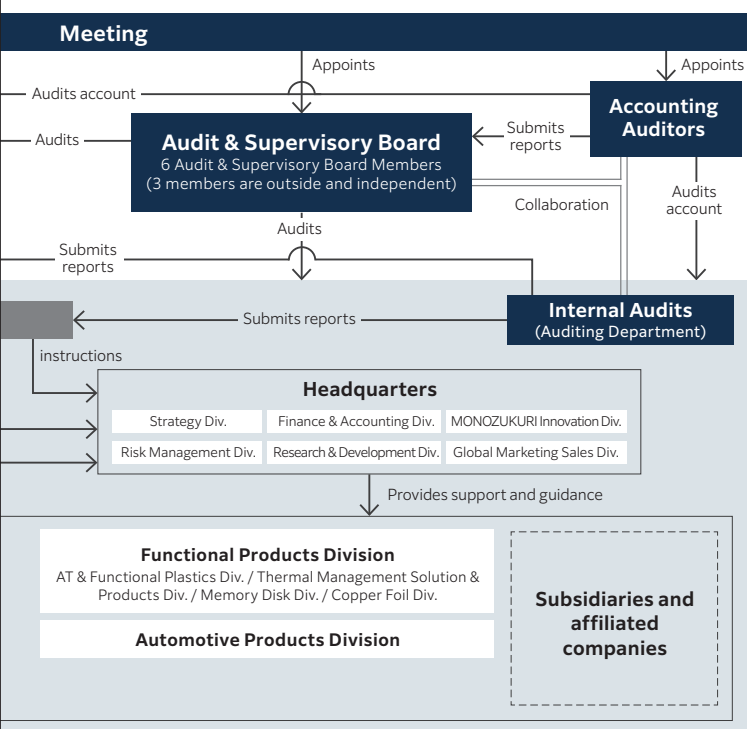 Meeting
Appoints
Appoints
Audits account
Accounting
Auditors
Audits
Audit & Supervisory Board
6 Audit & Supervisory Board Members
(3 members are outside and independent)
Submits
reports
Collaboration
Audits
account
Audits
Submits
reports
Internal Audits
(Auditing Department)
Submits reports
instructions
Headquarters
Strategy Div.
Finance & Accounting Div.
MONOZUKURI Innovation Div.
Risk Management Div.
Research & Development Div.
Global Marketing Sales Div.
Provides support and guidance
Functional Products Division
AT & Functional Plastics Div. / Thermal Management Solution &
Products Div. / Memory Disk Div. / Copper Foil Div.
Automotive Products Division
Subsidiaries and
affiliated
companies